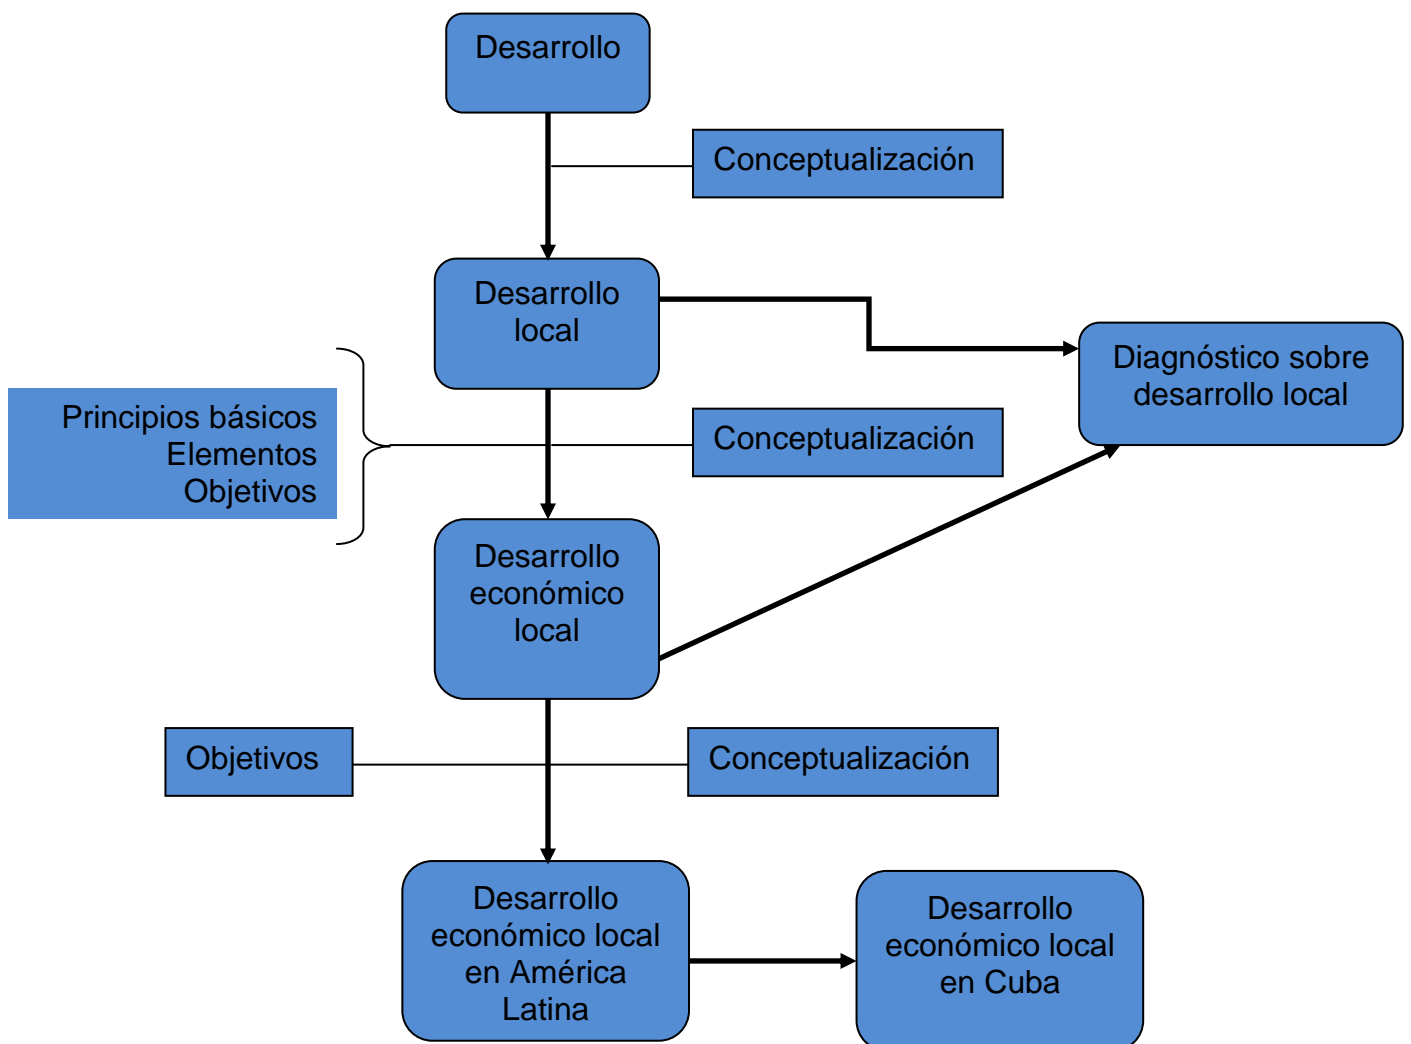 Desarrollo
Conceptualización
Desarrollo
local
Diagnóstico sobre
desarrollo local
Principios básicos
Elementos
Objetivos
Conceptualización
Desarrollo
económico
local
Objetivos
Conceptualización
Desarrollo
económico local
en América
Latina
Desarrollo
económico local
en Cuba